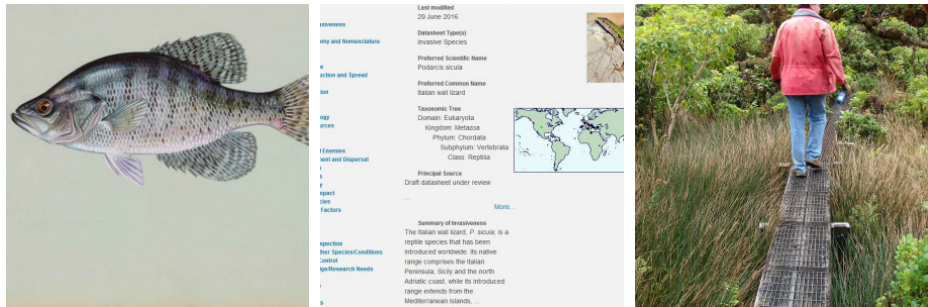 Last modified
29 June 2016
asiveness
Datasheet Type(s)
Invasive Species
ny and Nomenclature
Preferred Scientific Name
Podarcis sicula
uction and Spread
Preferred Common Name
Italian wall lizard
ion
Taxonomic Tree
Domain: Eukaryota
ogy
Kingdom: Metazoa
urces
Phylum: Chordata
Subphylum: Vertebrata
l Enemies
Class: Reptilia
ment and Dispersal
Principal Source
Draft datasheet under review
mpact
cies
...
Factors
More...
Summary of Invasiveness
The Italian wall lizard, P. sicula, is a
reptile species that has been
spection
introduced worldwide. Its native
ther Species/Conditions
range comprises the Italian
Control
Peninsula, Sicily and the north
dge/Research Needs
Adriatic coast, while its introduced
range extends from the
Mediterranean Islands, ...